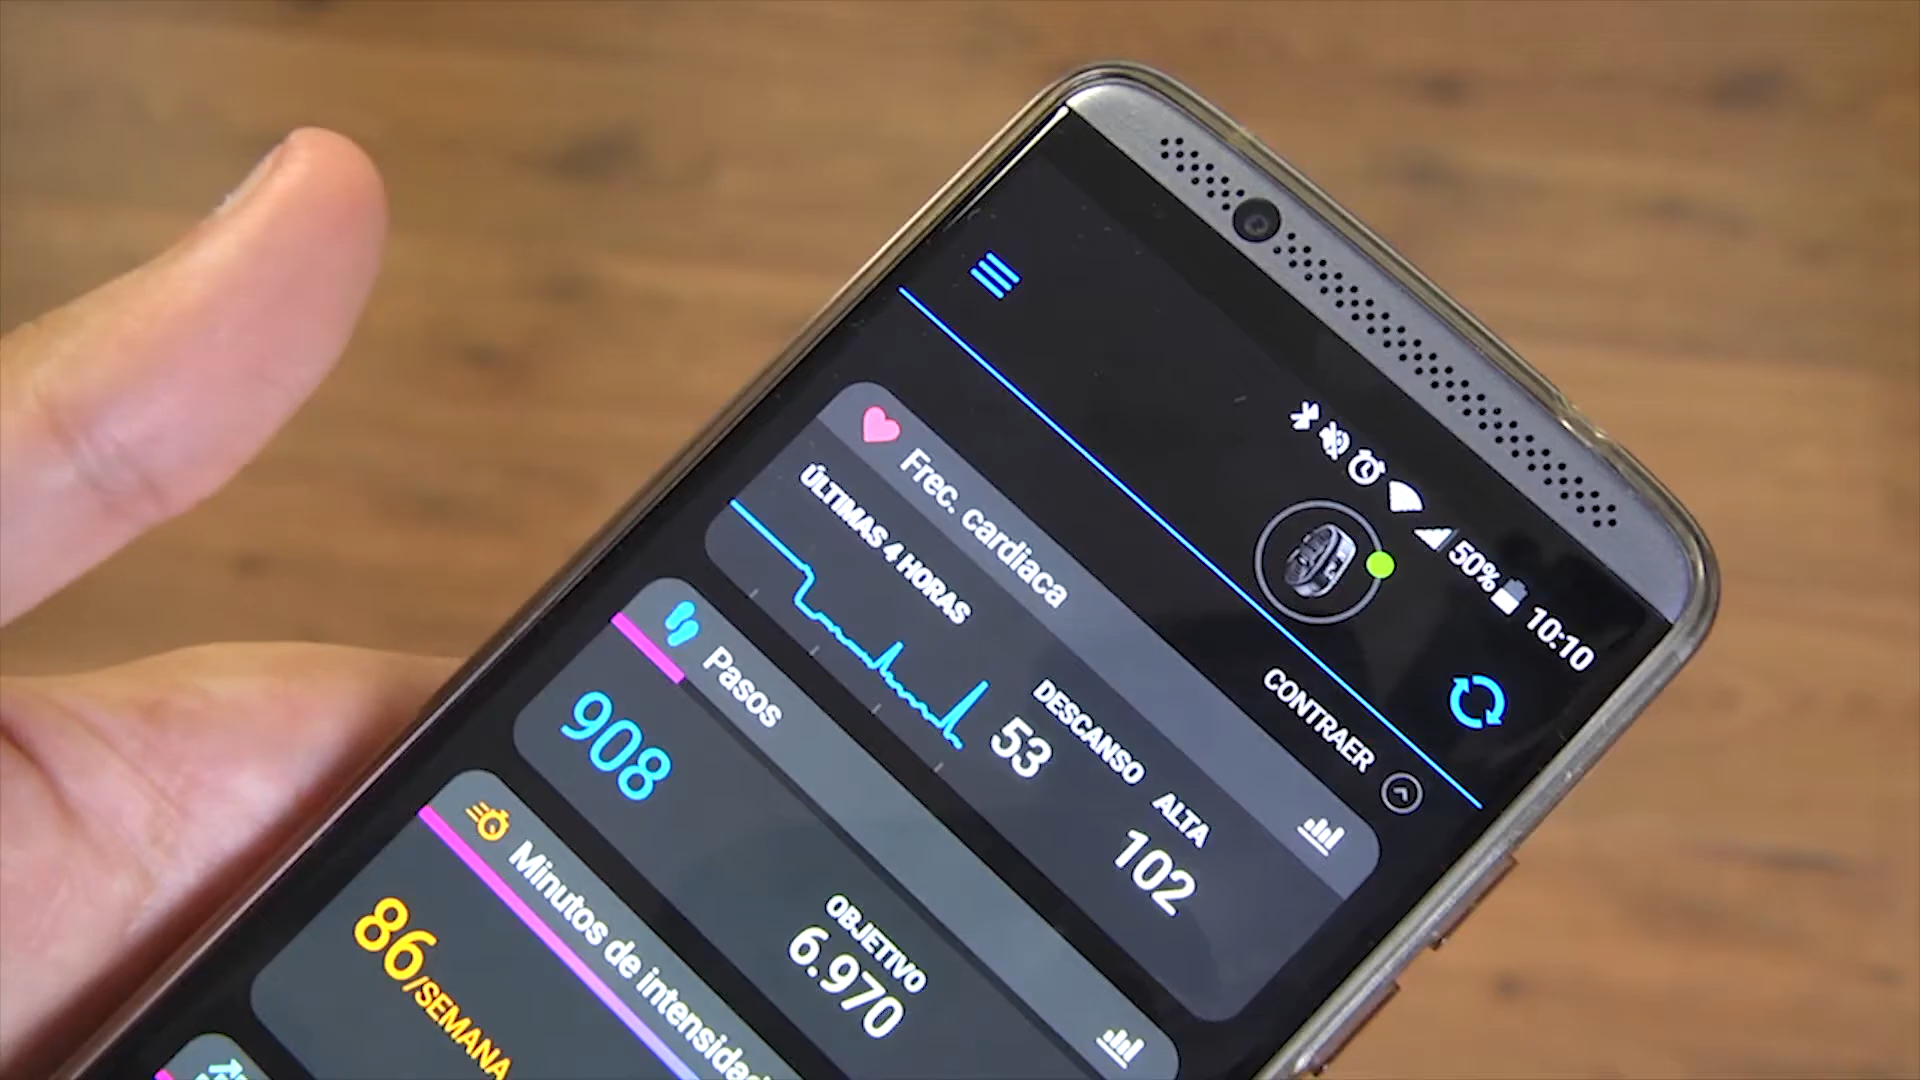 50% 10:10
CONTRAER
Frec. cardiaca
ÚLTIMAS 4 HORAS
DESCANSO
53
ALTA
102
Pasos
908
OBJETIVO
6.970
Minutos de intensidad
86/SEMANA